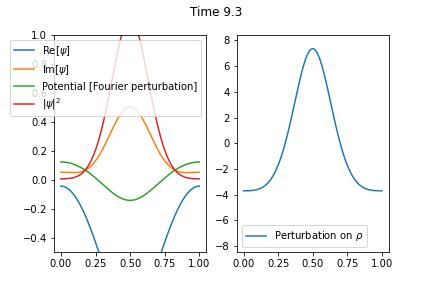 Time 9.3
Re[ψ]
Im[ψ]
Potential [Fourier perturbation]
|ψ|²
1.0
0.8
0.6
0.4
0.2
0.0
−0.2
−0.4
0.00 0.25 0.50 0.75 1.00
8
6
4
2
0
−2
−4
−6
−8
Perturbation on ρ
0.00 0.25 0.50 0.75 1.00